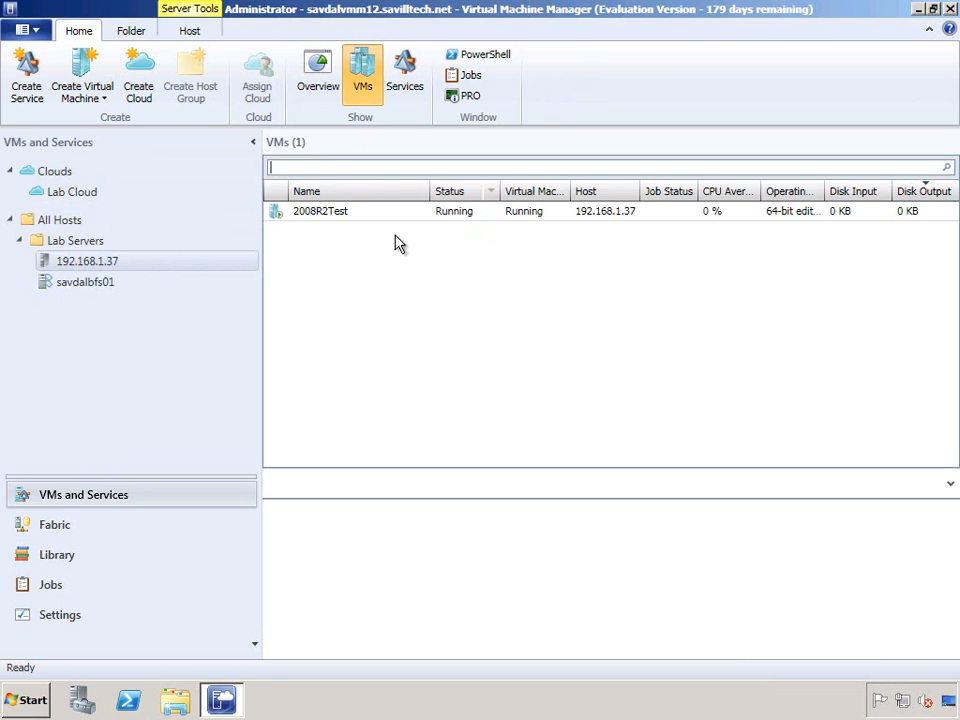 Server Tools
Administrator - savdalvmm12.savilltech.net - Virtual Machine Manager (Evaluation Version - 179 days remaining)
Home Folder Host
Create Service
Create Virtual Machine
Create Cloud
Create Host Group
Assign Cloud
Overview
VMs
Services
PowerShell
Jobs
PRO
Create Cloud Show Window
VMs and Services
VMs (1)
Clouds
Lab Cloud
All Hosts
Lab Servers
192.168.1.37
savdalbfs01
Name Status Virtual Mac... Host Job Status CPU Aver... Operatin... Disk Input Disk Output
2008R2Test Running Running 192.168.1.37 0 % 64-bit edit... 0 KB 0 KB
VMs and Services
Fabric
Library
Jobs
Settings
Ready
Start